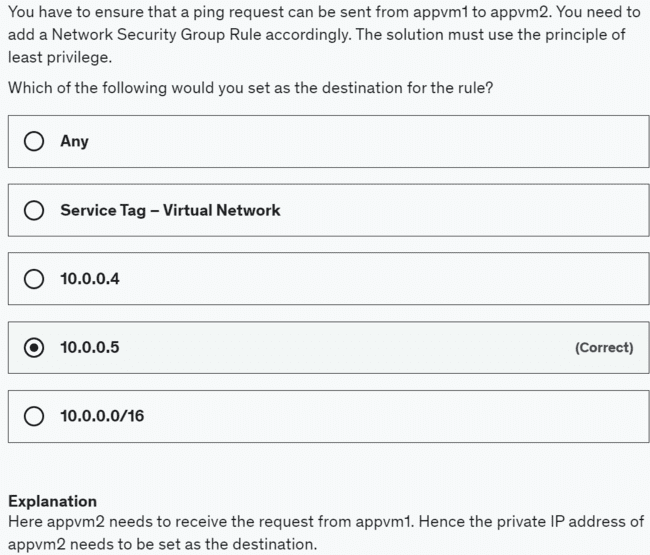 You have to ensure that a ping request can be sent from appvm1 to appvm2. You need to
add a Network Security Group Rule accordingly. The solution must use the principle of
least privilege.
Which of the following would you set as the destination for the rule?
Any
Service Tag – Virtual Network
10.0.0.4
10.0.0.5 (Correct)
10.0.0.0/16
Explanation
Here appvm2 needs to receive the request from appvm1. Hence the private IP address of
appvm2 needs to be set as the destination.